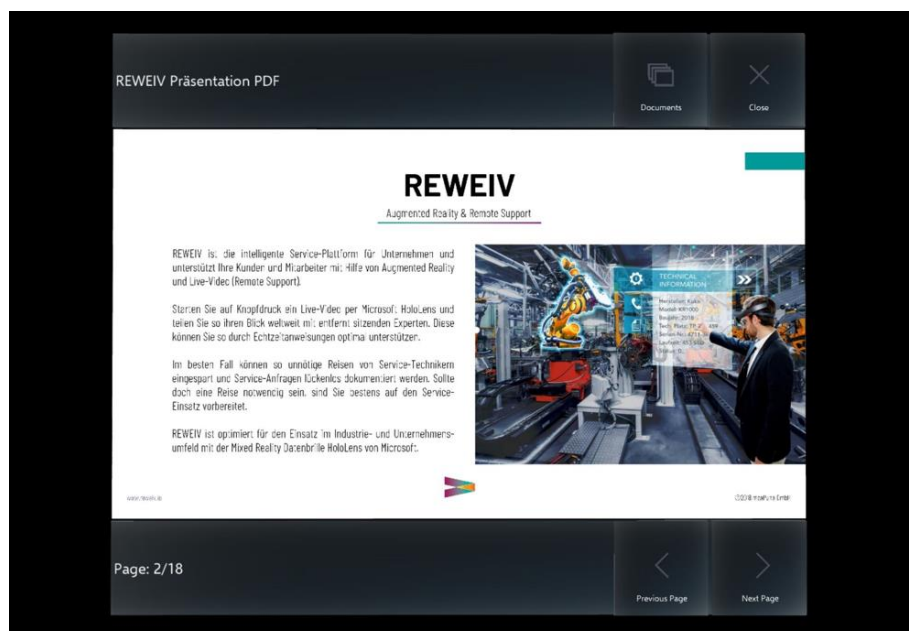 REWEIV Präsentation PDF
Documents
Close
REWEIV
Augmented Reality & Remote Support
REWEIV ist die intelligente Service-Plattform für Unternehmen und
unterstützt Ihre Kunden und Mitarbeiter mit Hilfe von Augmented Reality
und Live-Video (Remote Support).
Starten Sie auf Knopfdruck ein Live-Video per Microsoft HoloLens und
teilen Sie so ihren Blick weltweit mit entfernt sitzenden Experten. Diese
können Sie so durch Echtzeitanweisungen optimal unterstützen.
Im besten Fall können so unnötige Reisen von Service-Technikern
eingespart und Service-Anfragen lückenlos dokumentiert werden. Sollte
doch eine Reise notwendig sein, sind Sie bestens auf den Service-
Einsatz vorbereitet.
REWEIV ist optimiert für den Einsatz im Industrie- und Unternehmens-
umfeld mit der Mixed Reality Datenbrille HoloLens von Microsoft.
TECHNICAL
INFORMATION
Hersteller: Kuka
Modell: KR1000
Baujahr: 2018
Page: 2/18
Previous Page
Next Page